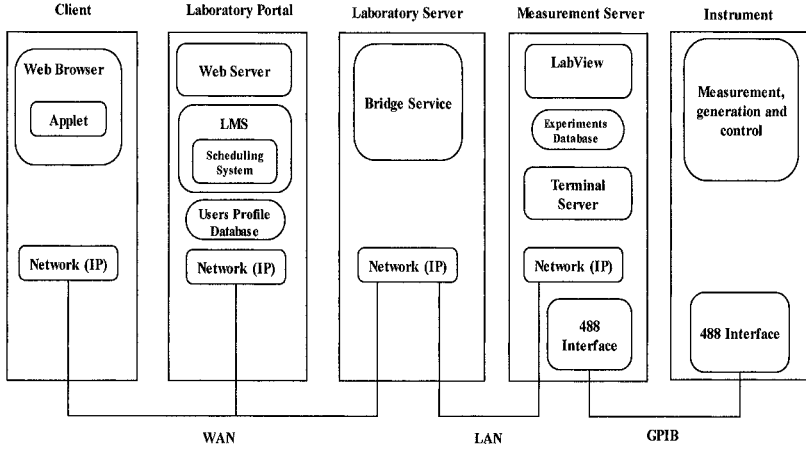 Client
Laboratory Portal
Laboratory Server
Measurement Server
Instrument
Web Browser
Applet
Network (IP)
Web Server
LMS
Scheduling
System
Users Profile
Database
Network (IP)
Bridge Service
Network (IP)
LabView
Experiments
Database
Terminal
Server
Network (IP)
488
Interface
Measurement,
generation and
control
488 Interface
WAN
LAN
GPIB